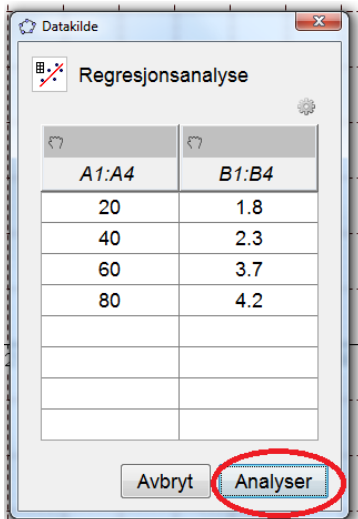 Datakilde
Regresjonsanalyse
A1:A4 B1:B4
20 1.8
40 2.3
60 3.7
80 4.2
Avbryt Analyser